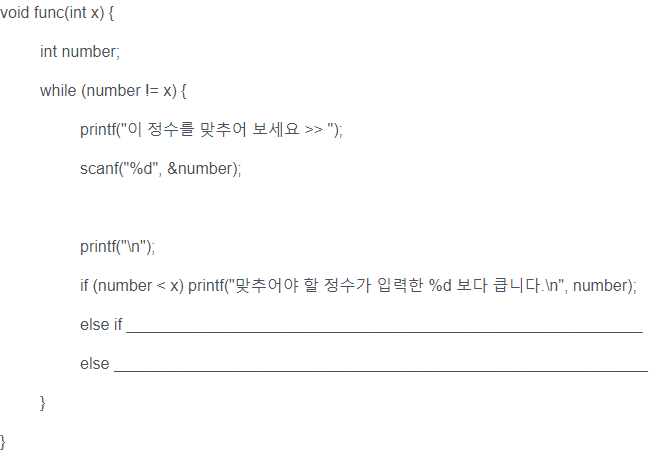 void func(int x) {
int number;
while (number != x) {
printf("이 정수를 맞추어 보세요 >> ");
scanf("%d", &number);
printf("\n");
if (number < x) printf("맞추어야 할 정수가 입력한 %d 보다 큽니다.\n", number);
else if ____________________________________________________________
else ______________________________________________________________
}
}